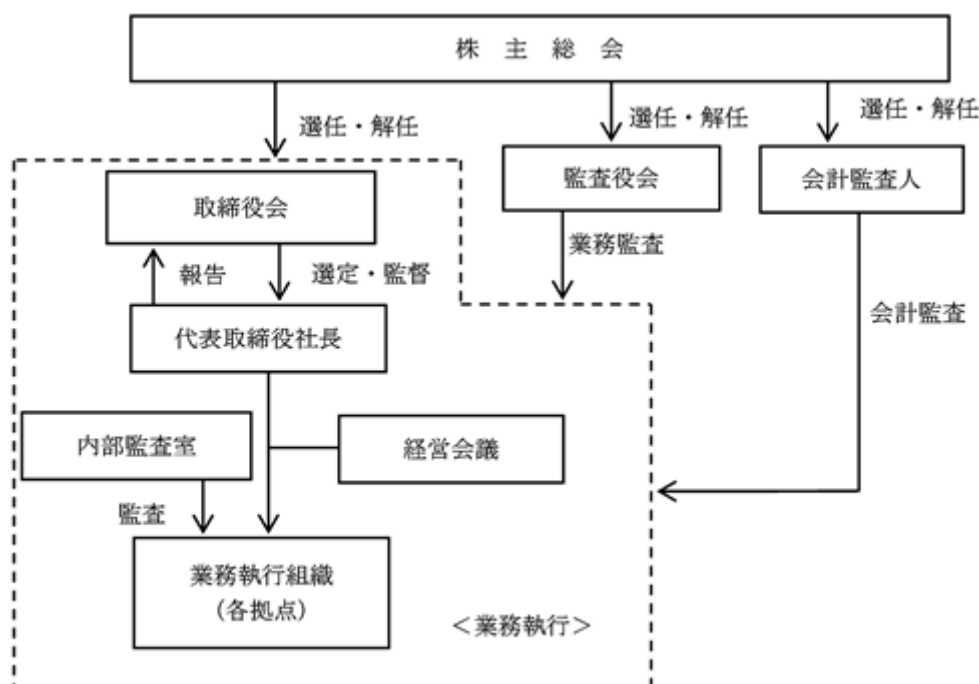 株主総会
選任・解任
選任・解任
選任・解任
取締役会
監査役会
会計監査人
報告
選定・監督
業務監査
代表取締役社長
会計監査
内部監査室
経営会議
監査
業務執行組織
(各拠点)
＜業務執行＞